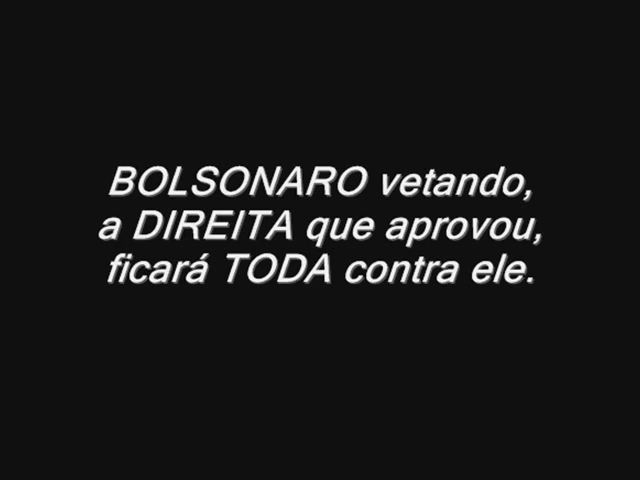 BOLSONARO vetando,
a DIREITA que aprovou,
ficará TODA contra ele.